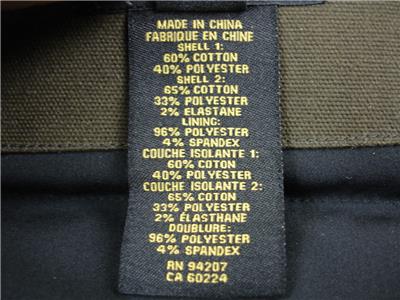 MADE IN CHINA
FABRIQUE EN CHINE
SHELL 1:
60% COTTON
40% POLYESTER
SHELL 2:
65% COTTON
33% POLYESTER
2% ELASTANE
LINING:
96% POLYESTER
4% SPANDEX
COUCHE ISOLANTE 1:
60% COTON
40% POLYESTER
COUCHE ISOLANTE 2:
65% COTON
33% POLYESTER
2% ÉLASTHANE
DOUBLURE:
96% POLYESTER
4% SPANDEX
RN 94207
CA 60224